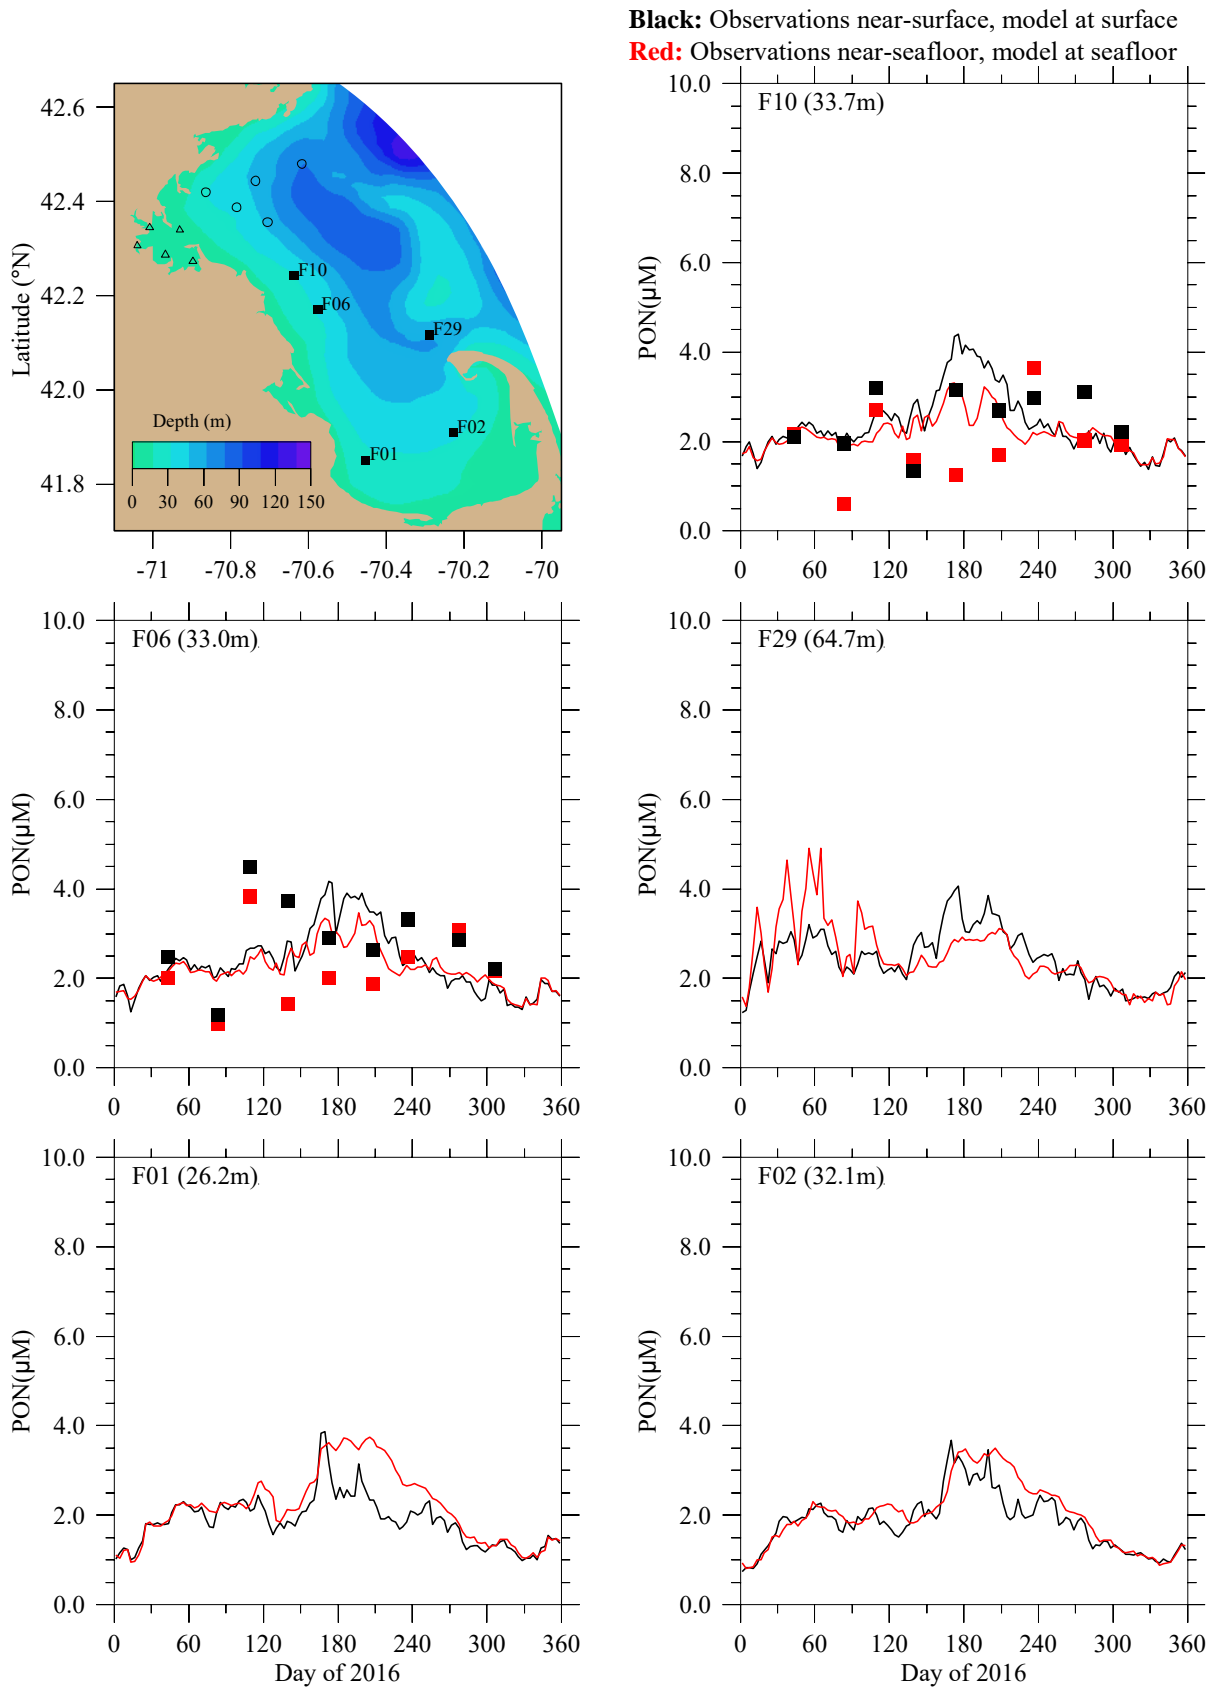 Black: Observations near-surface, model at surface
Red: Observations near-seafloor, model at seafloor
42.6
42.4
42.2
42.0
41.8
Latitude (°N)
F10
F06
F29
F02
F01
Depth (m)
0 30 60 90 120 150
-71 -70.8 -70.6 -70.4 -70.2 -70
F10 (33.7m)
10.0
8.0
6.0
4.0
2.0
0.0
PON(µM)
0 60 120 180 240 300 360
F06 (33.0m)
10.0
8.0
6.0
4.0
2.0
0.0
PON(µM)
0 60 120 180 240 300 360
F29 (64.7m)
10.0
8.0
6.0
4.0
2.0
0.0
PON(µM)
0 60 120 180 240 300 360
F01 (26.2m)
10.0
8.0
6.0
4.0
2.0
0.0
PON(µM)
0 60 120 180 240 300 360
Day of 2016
F02 (32.1m)
10.0
8.0
6.0
4.0
2.0
0.0
PON(µM)
0 60 120 180 240 300 360
Day of 2016